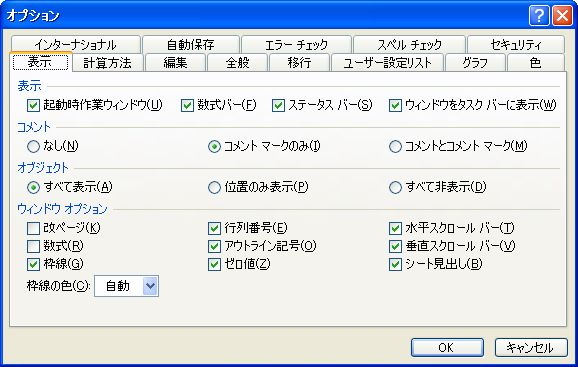 オプション
インターナショナル 自動保存 エラー チェック スペル チェック セキュリティ
表示 計算方法 編集 全般 移行 ユーザー設定リスト グラフ 色
表示
起動時作業ウィンドウ(U) 数式バー(F) ステータス バー(S) ウィンドウをタスク バーに表示(W)
コメント
なし(N) コメント マークのみ(I) コメントとコメント マーク(M)
オブジェクト
すべて表示(A) 位置のみ表示(P) すべて非表示(D)
ウィンドウ オプション
改ページ(K) 行列番号(E) 水平スクロール バー(T)
数式(R) アウトライン記号(O) 垂直スクロール バー(V)
枠線(G) ゼロ値(Z) シート見出し(B)
枠線の色(C): 自動
OK キャンセル